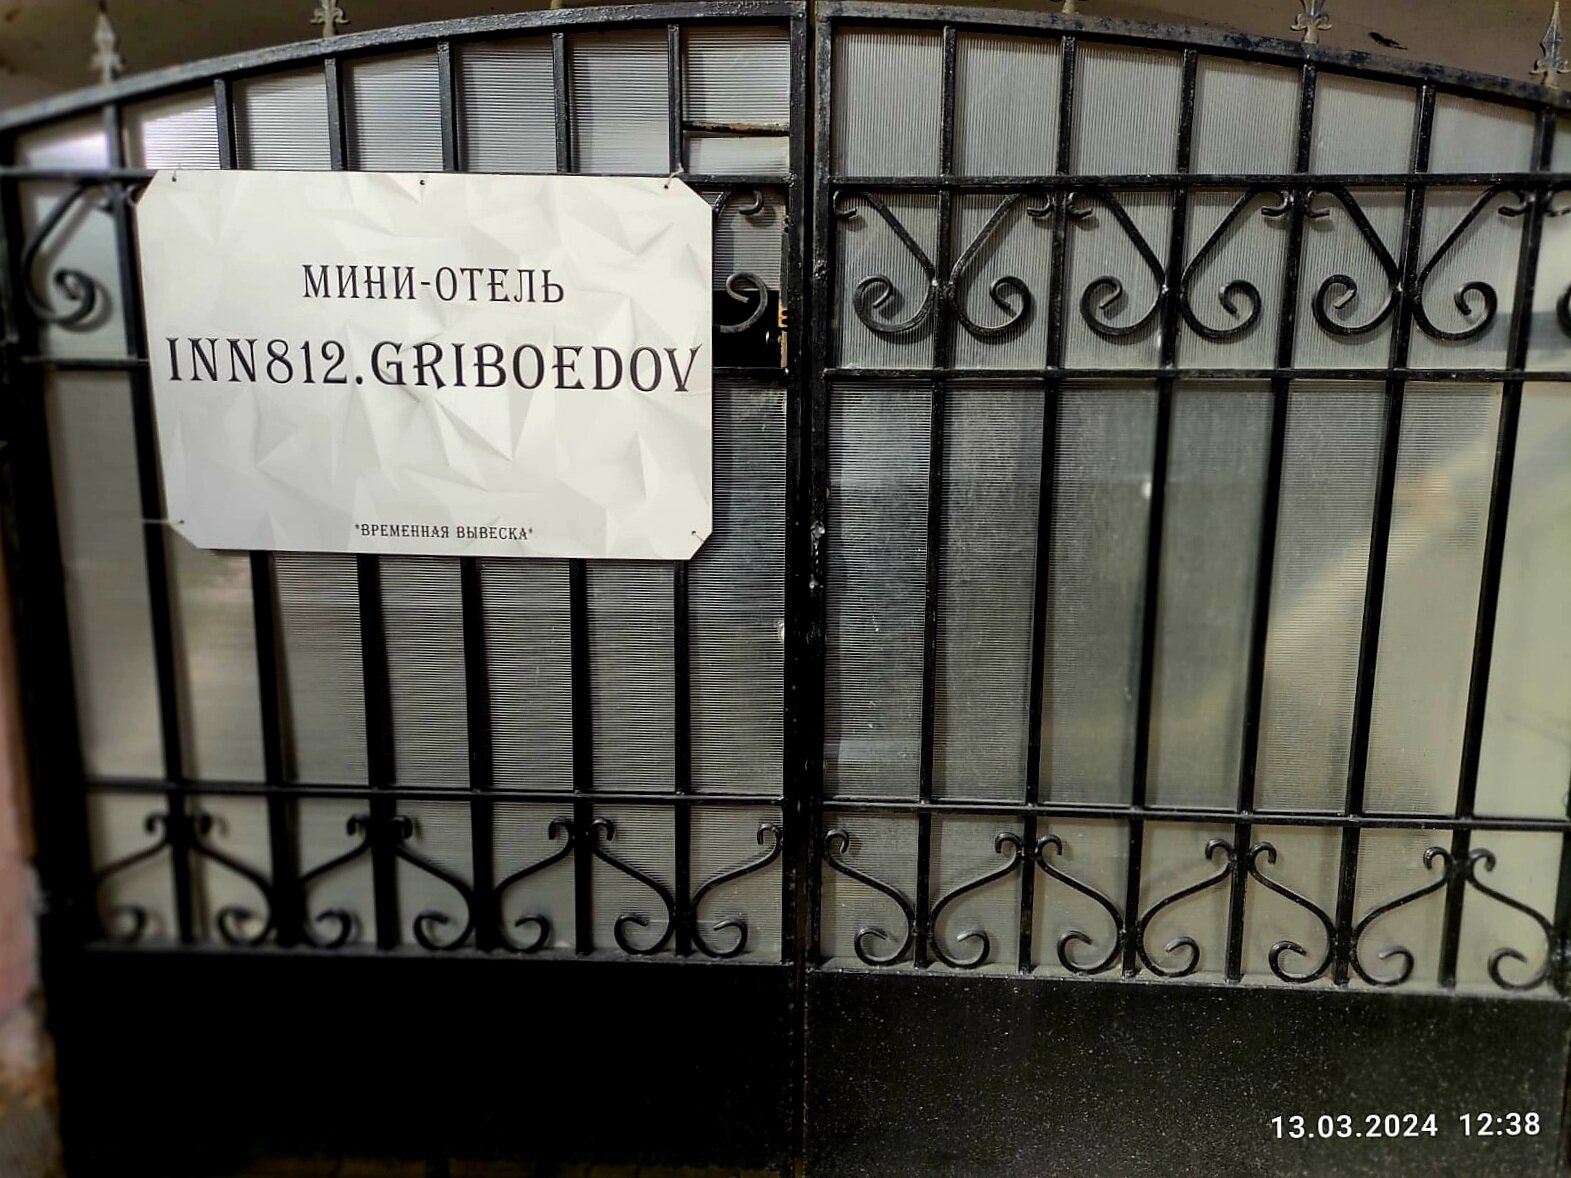 МИНИ-ОТЕЛЬ
INN812.GRIBOEDOV
*ВРЕМЕННАЯ ВЫВЕСКА*
13.03.2024 12:38